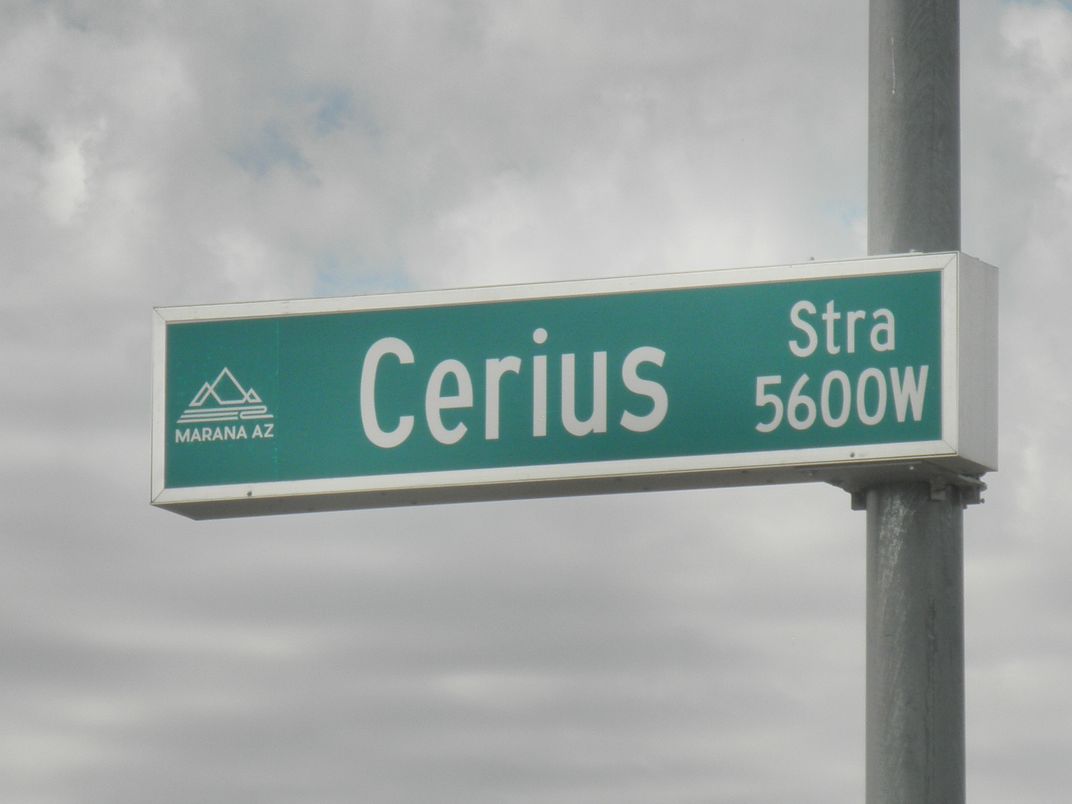 MARANA AZ
Cerius
Stra
5600W